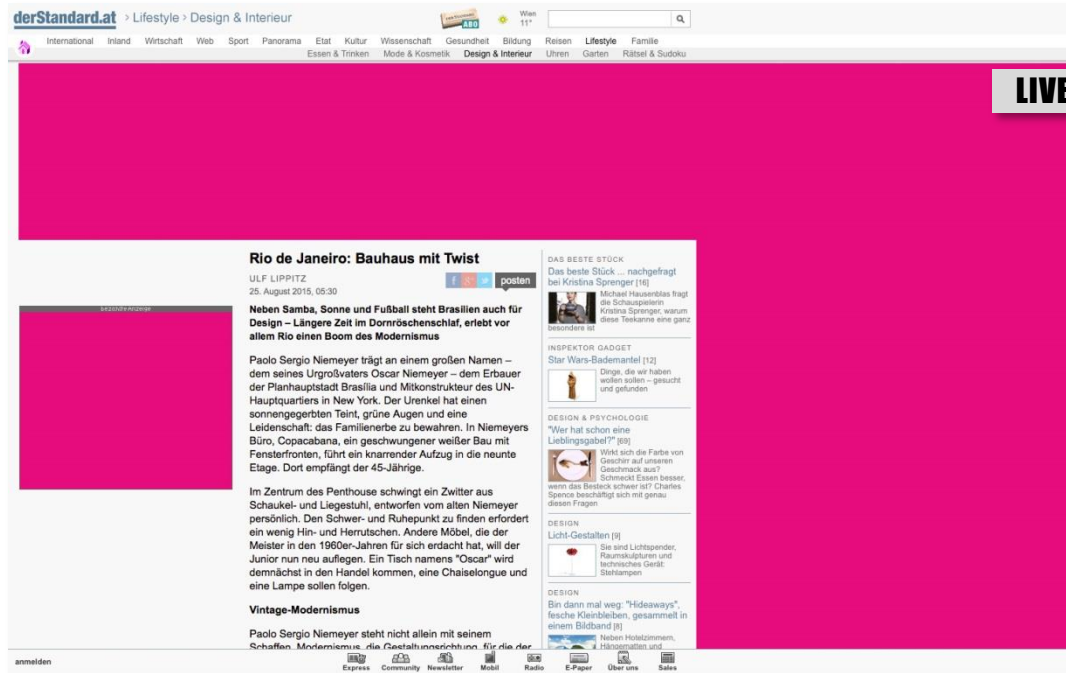 derStandard.at › Lifestyle › Design & Interieur
ABO
Wien
11°
International Inland Wirtschaft Web Sport Panorama Etat Kultur Wissenschaft Gesundheit Bildung Reisen Lifestyle Familie
Essen & Trinken Mode & Kosmetik Design & Interieur Uhren Garten Rätsel & Sudoku
LIVE
Rio de Janeiro: Bauhaus mit Twist
ULF LIPPITZ
25. August 2015, 05:30
posten
bezahlte Anzeige
Neben Samba, Sonne und Fußball steht Brasilien auch für
Design – Längere Zeit im Dornröschenschlaf, erlebt vor
allem Rio einen Boom des Modernismus
Paolo Sergio Niemeyer trägt an einem großen Namen –
dem seines Urgroßvaters Oscar Niemeyer – dem Erbauer
der Planhauptstadt Brasília und Mitkonstrukteur des UN-
Hauptquartiers in New York. Der Urenkel hat einen
sonnengegerbten Teint, grüne Augen und eine
Leidenschaft: das Familienerbe zu bewahren. In Niemeyers
Büro, Copacabana, ein geschwungener weißer Bau mit
Fensterfronten, führt ein knarrender Aufzug in die neunte
Etage. Dort empfängt der 45-Jährige.
Im Zentrum des Penthouse schwingt ein Zwitter aus
Schaukel- und Liegestuhl, entworfen vom alten Niemeyer
persönlich. Den Schwer- und Ruhepunkt zu finden erfordert
ein wenig Hin- und Herrutschen. Andere Möbel, die der
Meister in den 1960er-Jahren für sich erdacht hat, will der
Junior nun neu auflegen. Ein Tisch namens "Oscar" wird
demnächst in den Handel kommen, eine Chaiselongue und
eine Lampe sollen folgen.
Vintage-Modernismus
Paolo Sergio Niemeyer steht nicht allein mit seinem
Schaffen. Modernismus, die Gestaltungsrichtung, für die der
DAS BESTE STÜCK
Das beste Stück ... nachgefragt
bei Kristina Sprenger [16]
Michael Hausenblas fragt
die Schauspielerin
Kristina Sprenger, warum
diese Teekanne eine ganz
besondere ist
INSPEKTOR GADGET
Star Wars-Bademantel [12]
Dinge, die wir haben
wollen sollen – gesucht
und gefunden
DESIGN & PSYCHOLOGIE
"Wer hat schon eine
Lieblingsgabel?" [69]
Wirkt sich die Farbe von
Geschirr auf unseren
Geschmack aus?
Schmeckt Essen besser,
wenn das Besteck schwer ist? Charles
Spence beschäftigt sich mit genau
diesen Fragen
DESIGN
Licht-Gestalten [9]
Sie sind Lichtspender,
Raumskulpturen und
technisches Gerät:
Stehlampen
DESIGN
Bin dann mal weg: "Hideaways",
fesche Kleinbleiben, gesammelt in
einem Bildband [8]
Neben Hotelzimmern,
Hängematten und
anmelden
Express Community Newsletter Mobil Radio E-Paper Über uns Sales